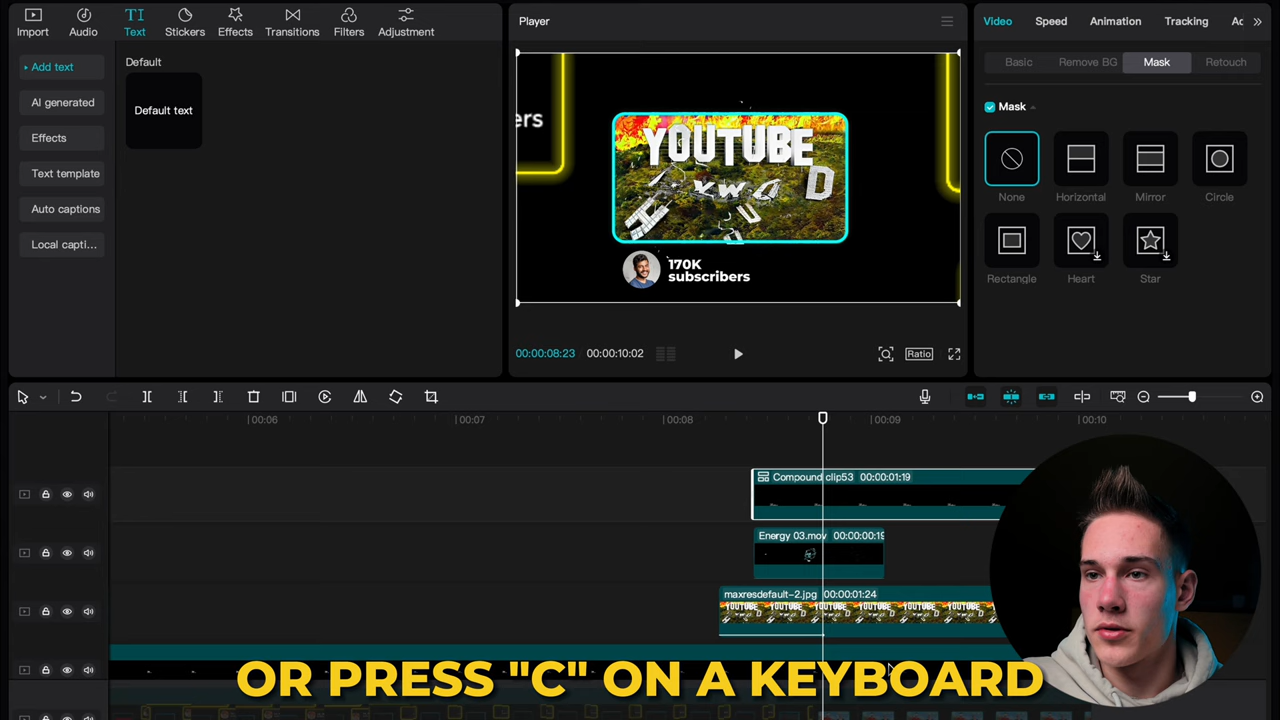 Import
Audio
Text
Stickers
Effects
Transitions
Filters
Adjustment
Add text
AI generated
Effects
Text template
Auto captions
Local capti...
Default
Default text
Player
ers
YOUTUBE
170K
subscribers
00:00:08:23
00:00:10:02
Ratio
Video
Speed
Animation
Tracking
Basic
Remove BG
Mask
Retouch
Mask
None
Horizontal
Mirror
Circle
Rectangle
Heart
Star
00:06
00:07
00:08
00:09
00:10
Compound clip53 00:00:01:19
Energy 03.mov 00:00:00:19
maxresdefault-2.jpg 00:00:01:24
OR PRESS "C" ON A KEYBOARD